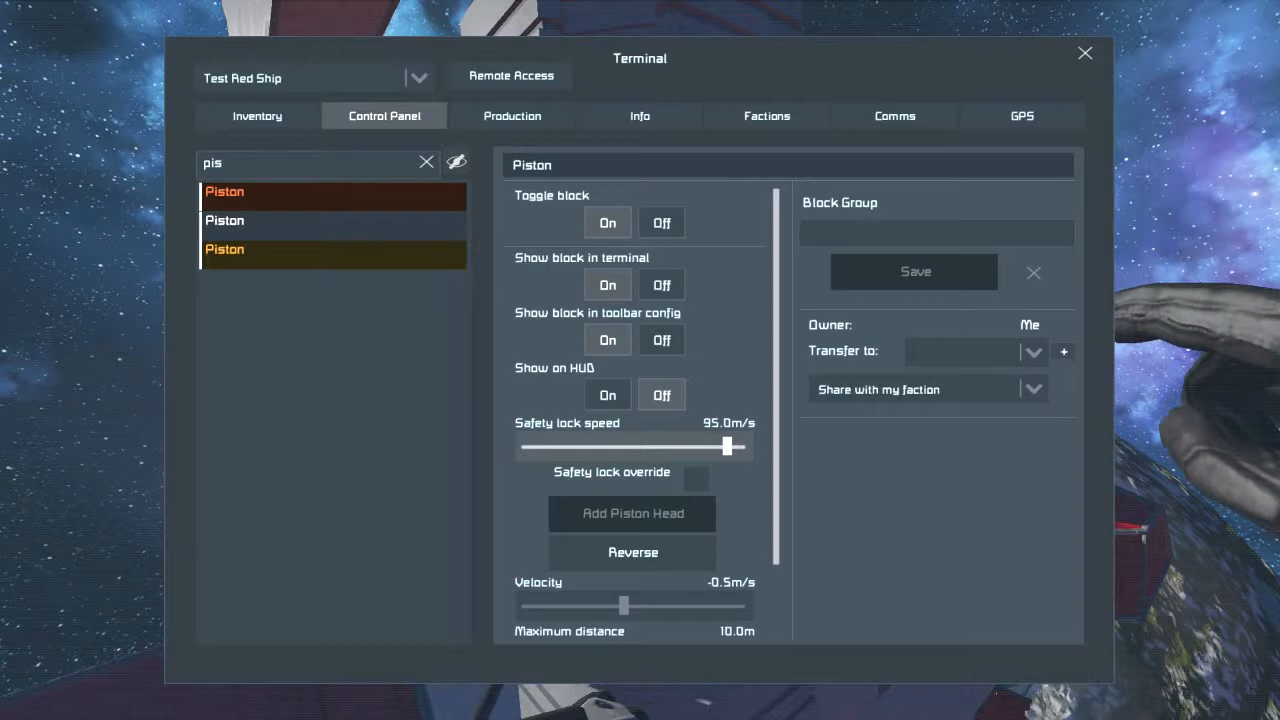 Terminal
Test Red Ship
Remote Access
Inventory Control Panel Production Info Factions Comms GPS
pis
Piston
Piston
Piston
Piston
Toggle block
On Off
Show block in terminal
On Off
Show block in toolbar config
On Off
Show on HUD
On Off
Safety lock speed 95.0m/s
Safety lock override
Add Piston Head
Reverse
Velocity -0.5m/s
Maximum distance 10.0m
Block Group
Save
Owner: Me
Transfer to: +
Share with my faction